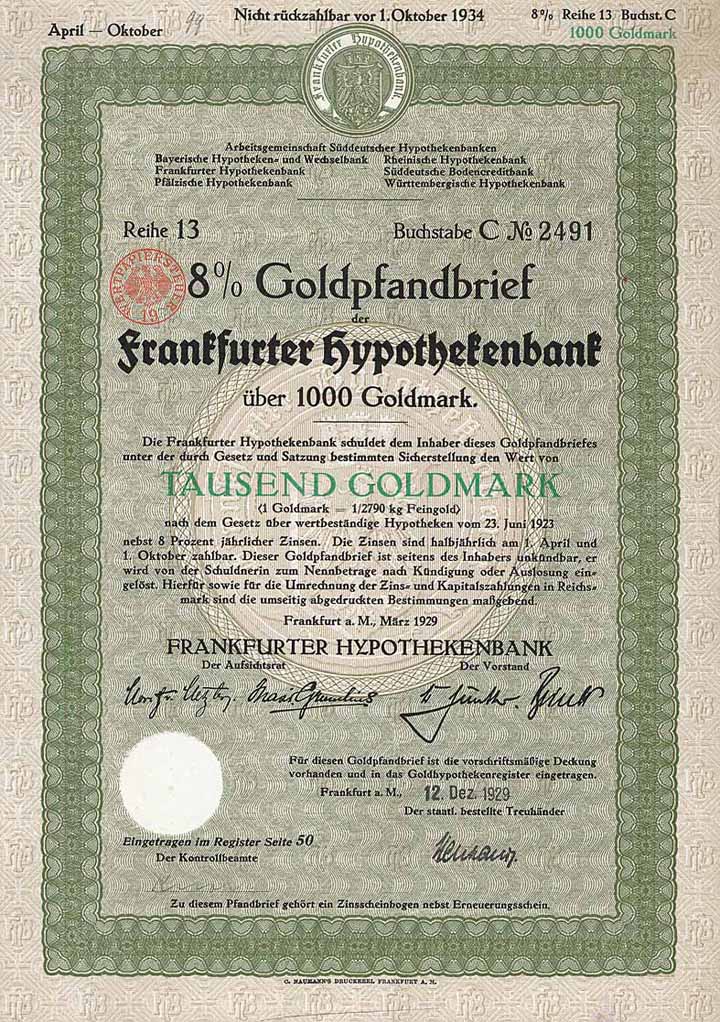 Nicht rückzahlbar vor 1. Oktober 1934
8% Reihe 13 Buchst. C
April — Oktober
1000 Goldmark
Frankfurter Hypothekenbank.
Arbeitsgemeinschaft Süddeutscher Hypothekenbanken
Bayerische Hypotheken- und Wechselbank Rheinische Hypothekenbank
Frankfurter Hypothekenbank Süddeutsche Bodencreditbank
Pfälzische Hypothekenbank Württembergische Hypothekenbank
Reihe 13 Buchstabe C № 2491
WERTPAPIERSTEUER
8% Goldpfandbrief
der
Frankfurter Hypothekenbank
über 1000 Goldmark.
Die Frankfurter Hypothekenbank schuldet dem Inhaber dieses Goldpfandbriefes
unter der durch Gesetz und Satzung bestimmten Sicherstellung den Wert von
TAUSEND GOLDMARK
(1 Goldmark = 1/2790 kg Feingold)
nach dem Gesetz über wertbeständige Hypotheken vom 23. Juni 1923
nebst 8 Prozent jährlicher Zinsen. Die Zinsen sind halbjährlich am 1. April und
1. Oktober zahlbar. Dieser Goldpfandbrief ist seitens des Inhabers unkündbar, er
wird von der Schuldnerin zum Nennbetrage nach Kündigung oder Auslosung ein-
gelöst. Hierfür sowie für die Umrechnung der Zins- und Kapitalszahlungen in Reichs-
mark sind die umseitig abgedruckten Bestimmungen maßgebend.
Frankfurt a. M., März 1929
FRANKFURTER HYPOTHEKENBANK
Der Aufsichtsrat Der Vorstand
Für diesen Goldpfandbrief ist die vorschriftsmäßige Deckung
vorhanden und in das Goldhypothekenregister eingetragen.
Frankfurt a. M., 12. Dez. 1929
Der staatl. bestellte Treuhänder
Eingetragen im Register Seite 50
Der Kontrollbeamte
Zu diesem Pfandbrief gehört ein Zinsscheinbogen nebst Erneuerungsschein.
C. NAUMANN'S DRUCKEREI, FRANKFURT A. M.